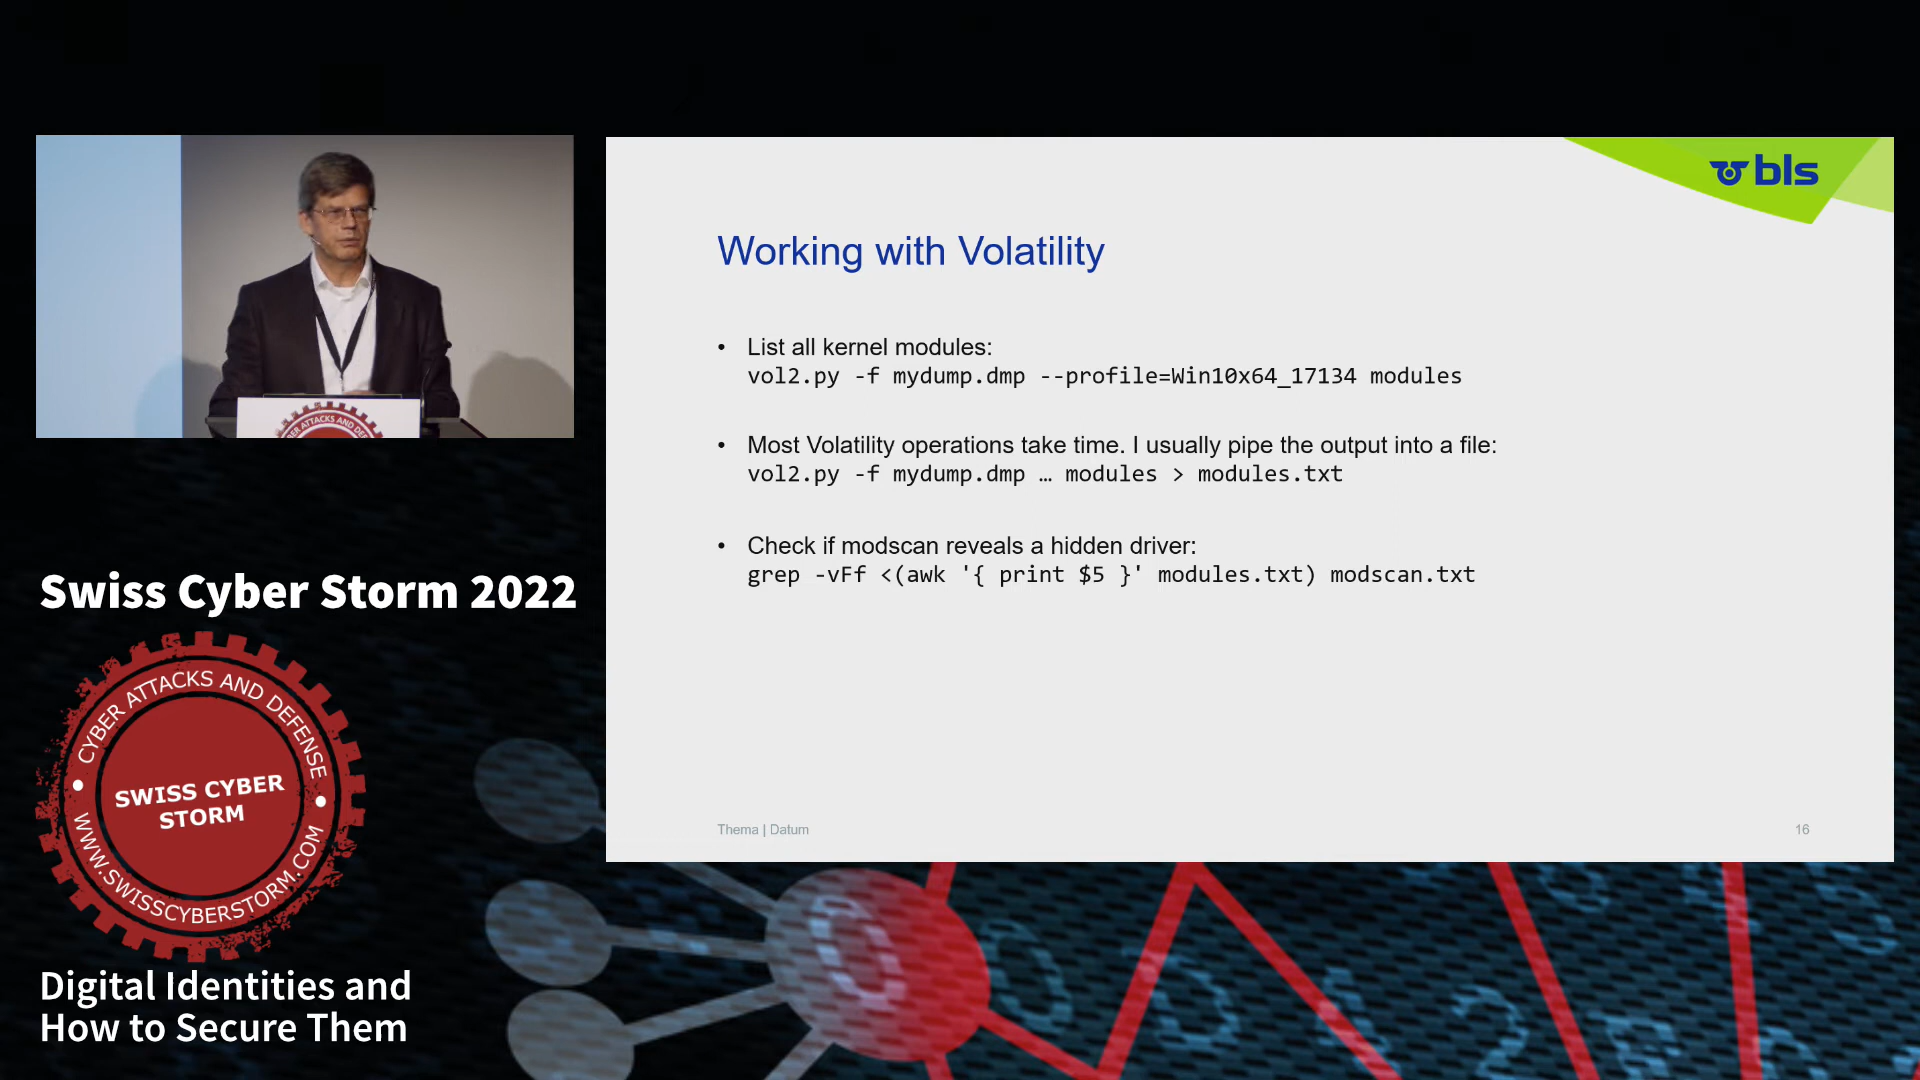 bls
Working with Volatility
• List all kernel modules:
vol2.py -f mydump.dmp --profile=Win10x64_17134 modules
• Most Volatility operations take time. I usually pipe the output into a file:
vol2.py -f mydump.dmp … modules > modules.txt
• Check if modscan reveals a hidden driver:
grep -vFf <(awk '{ print $5 }' modules.txt) modscan.txt
Thema | Datum
16
Swiss Cyber Storm 2022
CYBER ATTACKS AND DEFENSE
SWISS CYBER
STORM
WWW.SWISSCYBERSTORM.COM
Digital Identities and
How to Secure Them